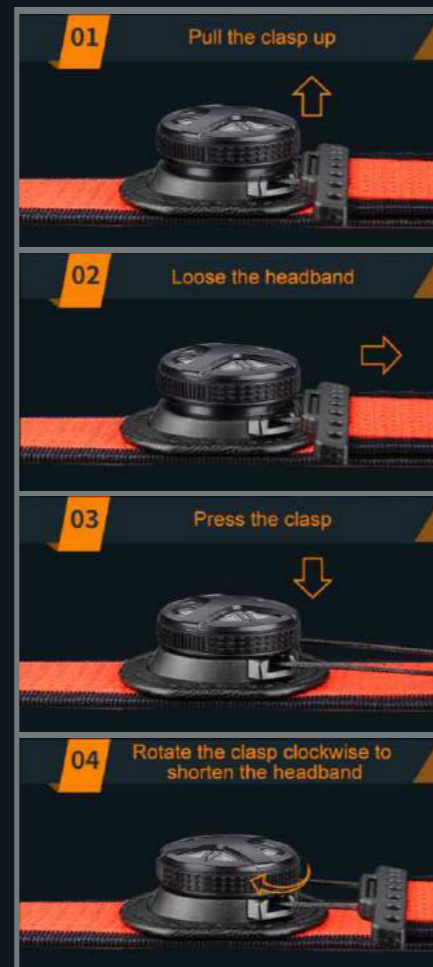 01
Pull the clasp up
02
Loose the headband
03
Press the clasp
04
Rotate the clasp clockwise to
shorten the headband